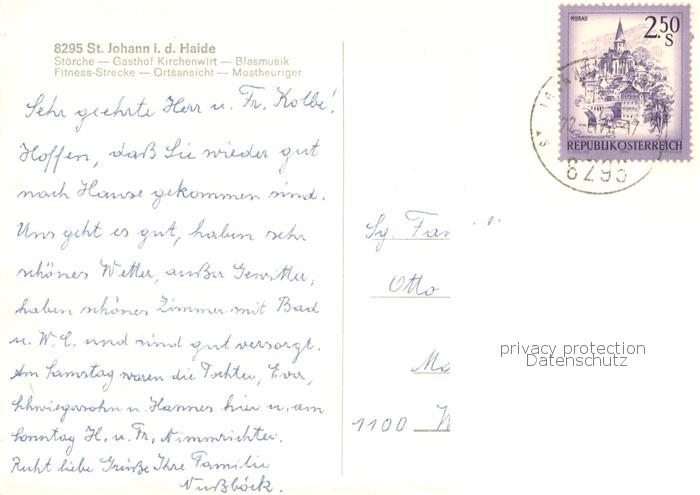 8295 St. Johann i. d. Haide
Störche — Gasthof Kirchenwirt — Blasmusik
Fitness-Strecke — Ortsansicht — Mostheuriger
Sehr geehrte Herr u. Fr. Kolbe!
Hoffen, daß Sie wieder gut
nach Hause gekommen sind.
Uns geht es gut, haben sehr
schönes Wetter, außer Gewitter,
haben schönes Zimmer mit Bad
u. W.C. und sind gut versorgt.
Am Samstag waren die Tochter, Eva,
Schwiegersohn u. Hannes hier u. am
Sonntag H. u. Fr. Nimmrichter.
Recht liebe Grüße Ihre Familie
Nußböck.
MURAU
2.50
S
REPUBLIK ÖSTERREICH
Sg. Fam
Otto
Ma
1100 W
privacy protection
Datenschutz